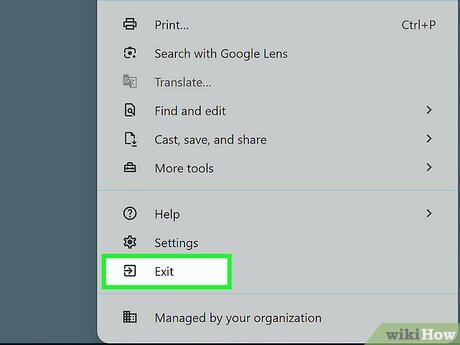 Print... Ctrl+P
Search with Google Lens
Translate...
Find and edit
Cast, save, and share
More tools
Help
Settings
Exit
Managed by your organization
wikiHow